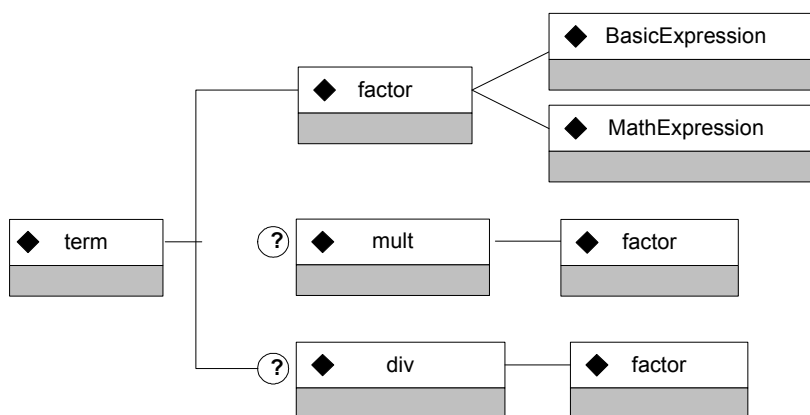 BasicExpression
factor
MathExpression
term
? mult
factor
? div
factor